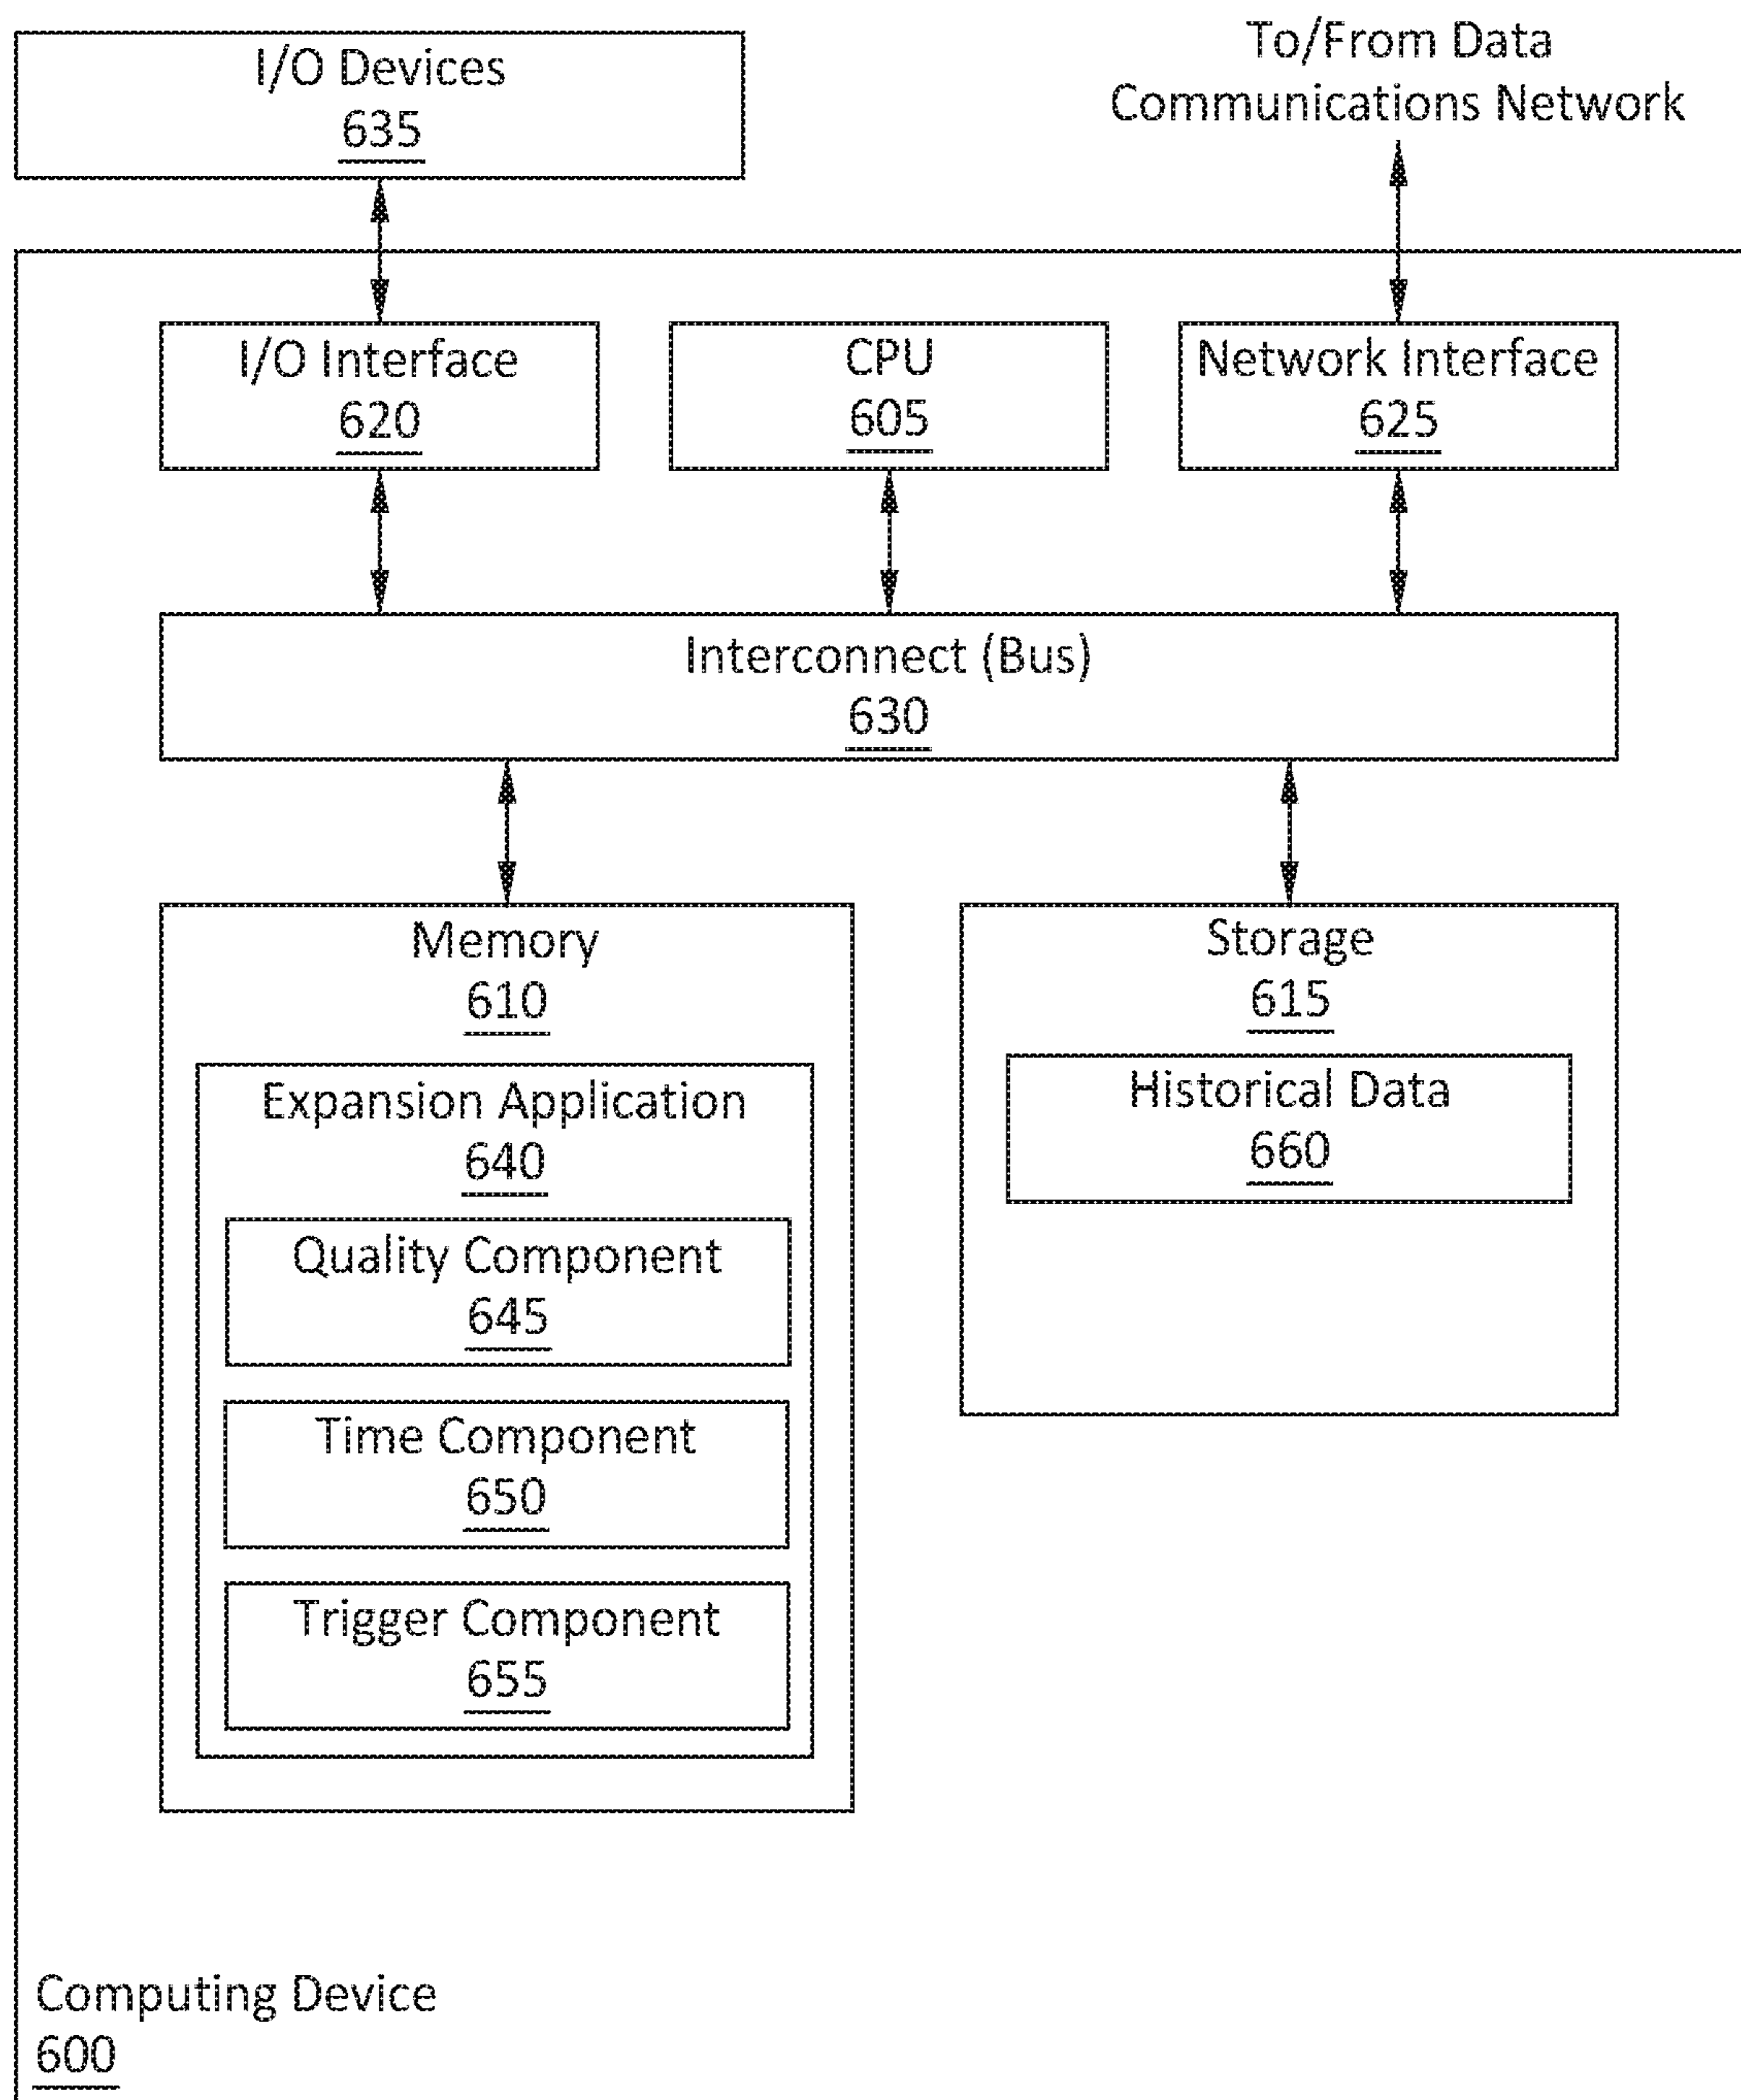 I/O Devices
635
To/From Data
Communications Network
I/O Interface
620
CPU
605
Network Interface
625
Interconnect (Bus)
630
Memory
610
Expansion Application
640
Quality Component
645
Time Component
650
Trigger Component
655
Storage
615
Historical Data
660
Computing Device
600